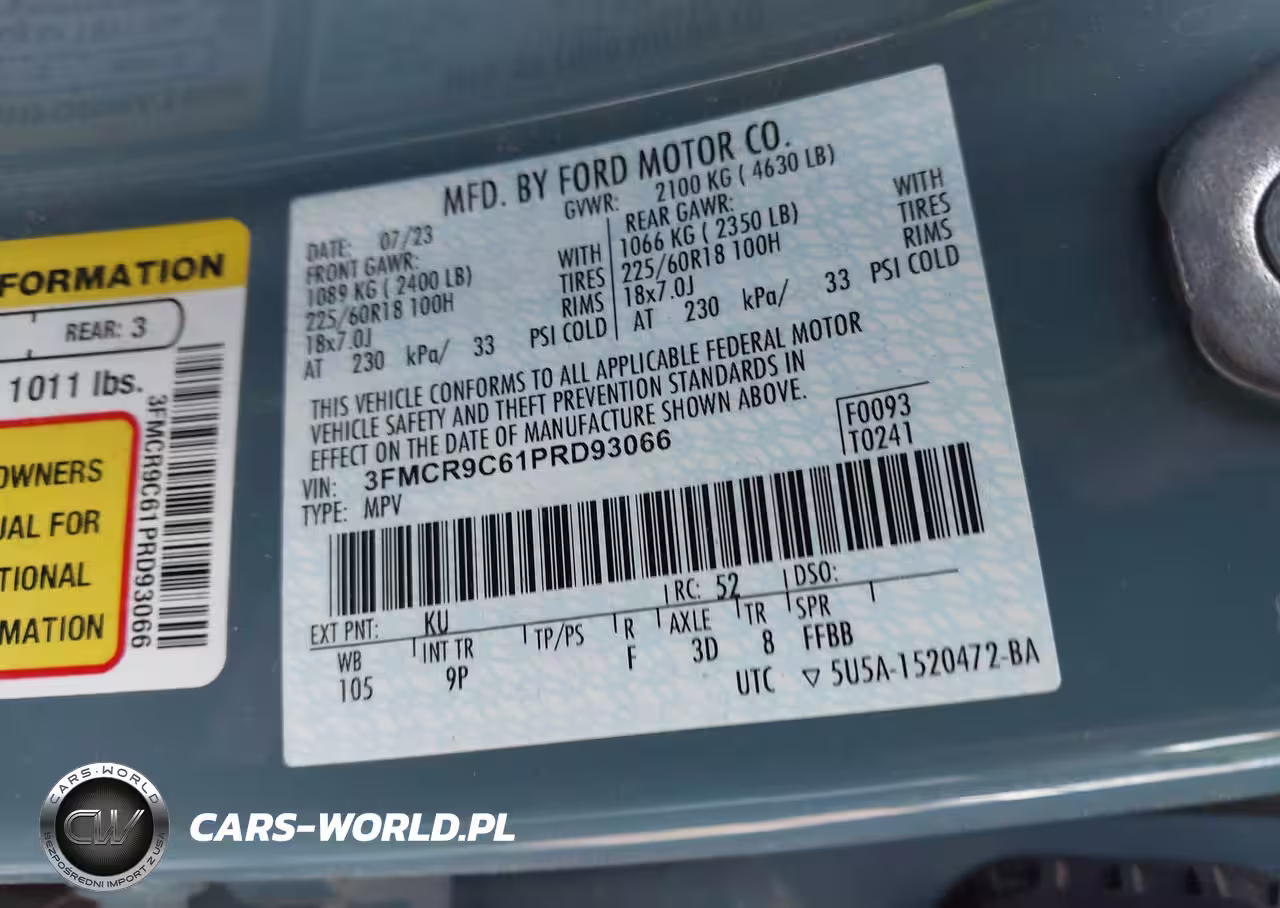 FORMATION
REAR: 3
1011 lbs.
OWNERS
UAL FOR
TIONAL
MATION
3FMCR9C61PRD93066
MFD. BY FORD MOTOR CO.
DATE: 07/23
GVWR: 2100 KG ( 4630 LB)
FRONT GAWR:
1089 KG ( 2400 LB) WITH
225/60R18 100H TIRES
18x7.0J RIMS
AT 230 kPa/ 33 PSI COLD
REAR GAWR:
1066 KG ( 2350 LB) WITH
225/60R18 100H TIRES
18x7.0J RIMS
AT 230 kPa/ 33 PSI COLD
THIS VEHICLE CONFORMS TO ALL APPLICABLE FEDERAL MOTOR
VEHICLE SAFETY AND THEFT PREVENTION STANDARDS IN
EFFECT ON THE DATE OF MANUFACTURE SHOWN ABOVE.
VIN: 3FMCR9C61PRD93066
TYPE: MPV
F0093
T0241
EXT PNT: KU RC: 52 DSO:
WB INT TR TP/PS R AXLE TR SPR
105 9P F 3D 8 FFBB
UTC ▽ 5U5A-1520472-BA
CARS-WORLD
CW
BEZPOŚREDNI IMPORT Z USA
CARS-WORLD.PL